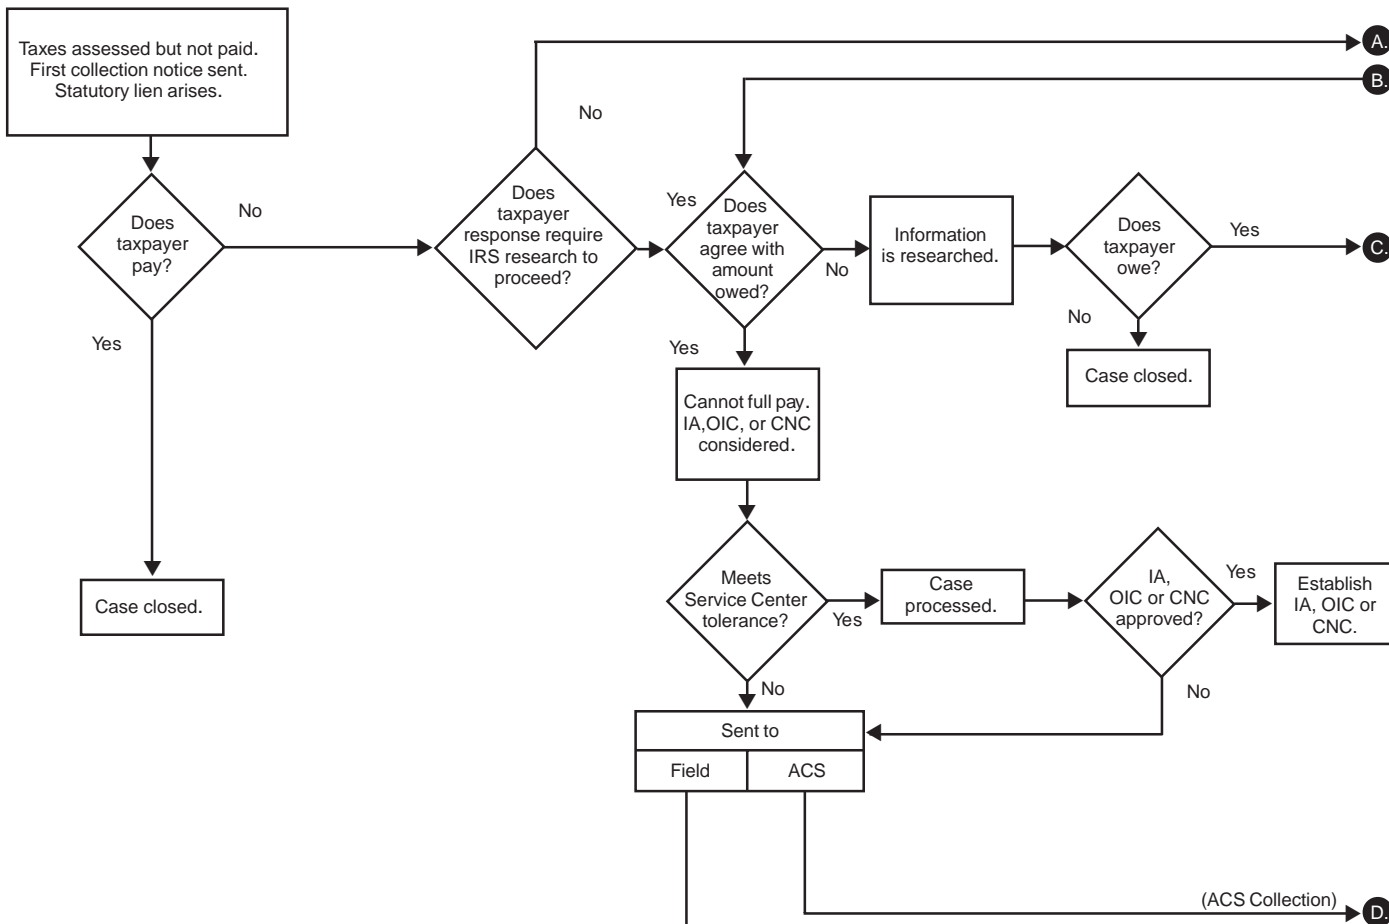 Taxes assessed but not paid.
First collection notice sent.
Statutory lien arises.
A.
B.
No
Does
taxpayer
pay?
No
Does
taxpayer
response require
IRS research to
proceed?
Yes
Does
taxpayer
agree with
amount
owed?
No
Information
is researched.
Does
taxpayer
owe?
Yes
C.
Yes
Yes
No
Case closed.
Cannot full pay.
IA,OIC, or CNC
considered.
Case closed.
Meets
Service Center
tolerance?
Yes
Case
processed.
IA,
OIC or CNC
approved?
Yes
Establish
IA, OIC or
CNC.
No
No
Sent to
Field
ACS
(ACS Collection)
D.